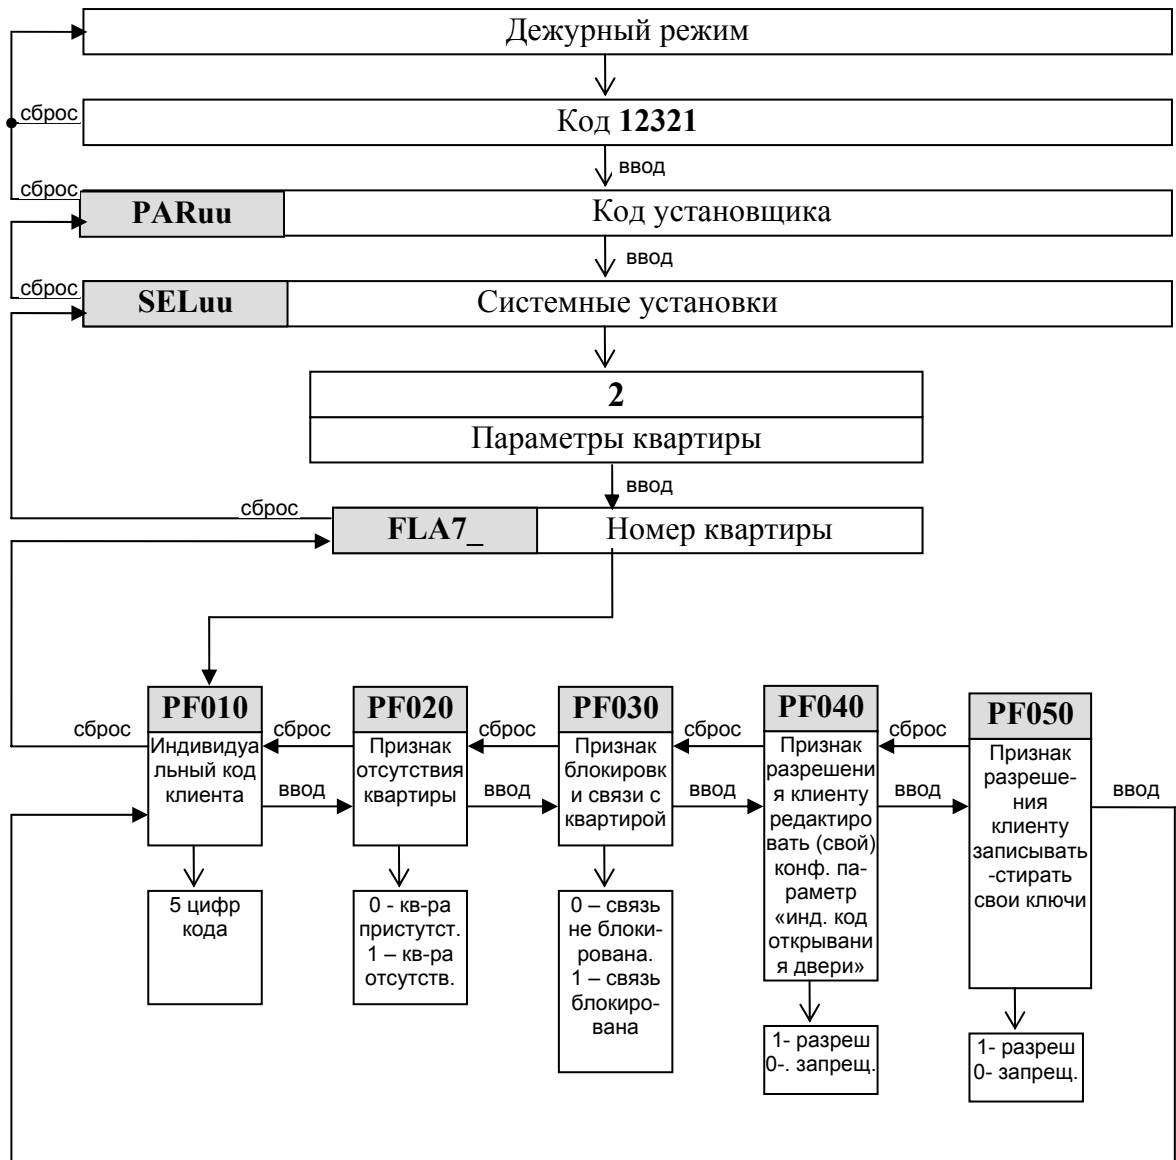 Дежурный режим
сброс
Код 12321
ввод
сброс
PARuu
Код установщика
ввод
сброс
SELuu
Системные установки
2
Параметры квартиры
ввод
сброс
FLA7_
Номер квартиры
PF010
PF020
PF030
PF040
PF050
сброс
сброс
сброс
сброс
сброс
Индивидуа
льный код
клиента
ввод
Признак
отсутствия
квартиры
ввод
Признак
блокировк
и связи с
квартирой
ввод
Признак
разрешени
я клиенту
редактиро
вать (свой)
конф. па-
раметр
«инд. код
открывани
я двери»
ввод
Признак
разреше-
ния
клиенту
записывать
-стирать
свои ключи
ввод
5 цифр
кода
0 - кв-ра
пристутст.
1 – кв-ра
отсутств.
0 – связь
не блоки-
рована.
1 – связь
блокиро-
вана
1- разреш
0-. запрещ.
1- разреш
0- запрещ.